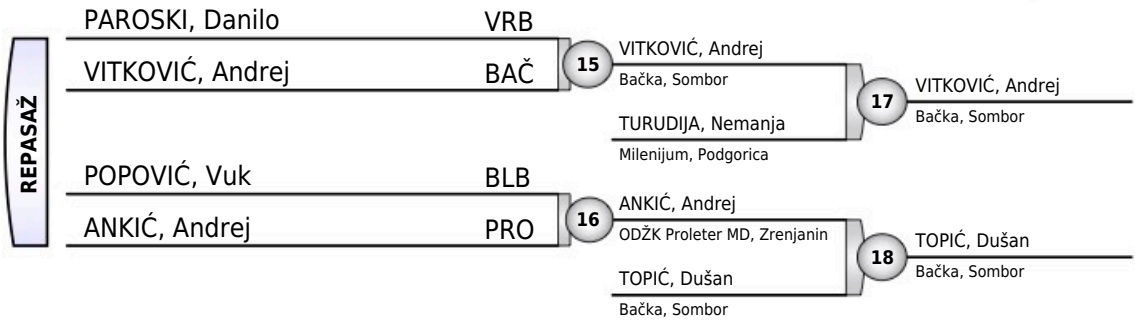 REPASAŽ
PAROSKI, Danilo VRB
VITKOVIĆ, Andrej BAČ
15
VITKOVIĆ, Andrej
Bačka, Sombor
TURUDIJA, Nemanja
Milenijum, Podgorica
17
VITKOVIĆ, Andrej
Bačka, Sombor
POPOVIĆ, Vuk BLB
ANKIĆ, Andrej PRO
16
ANKIĆ, Andrej
ODŽK Proleter MD, Zrenjanin
TOPIĆ, Dušan
Bačka, Sombor
18
TOPIĆ, Dušan
Bačka, Sombor